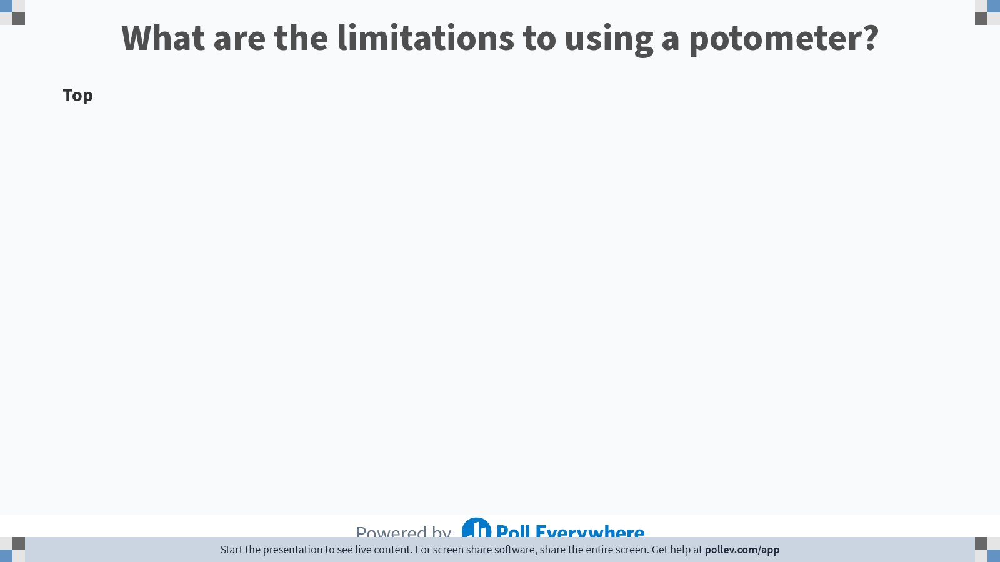 What are the limitations to using a potometer?
Top
Powered by Poll Everywhere
Start the presentation to see live content. For screen share software, share the entire screen. Get help at pollev.com/app